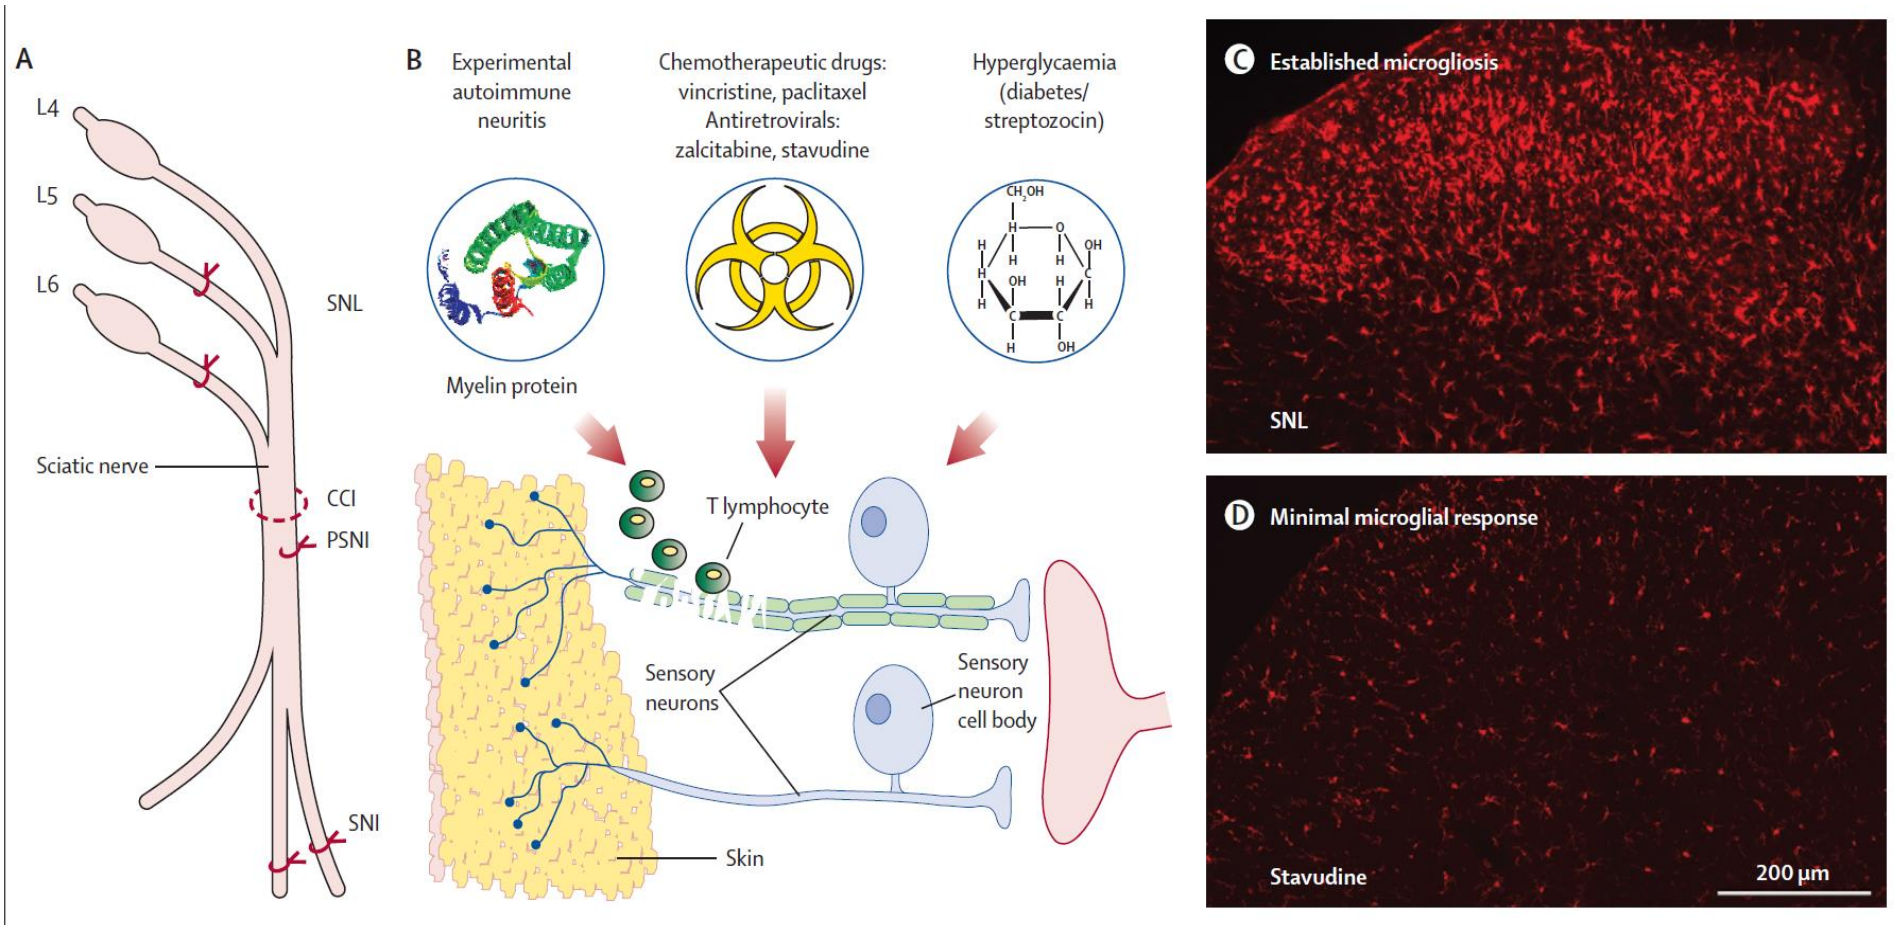 A
L4
L5
L6
SNL
Sciatic nerve
CCI
PSNI
SNI
B
Experimental
autoimmune
neuritis
Chemotherapeutic drugs:
vincristine, paclitaxel
Antiretrovirals:
zalcitabine, stavudine
Hyperglycaemia
(diabetes/
streptozocin)
CH2OH
H
O
H
OH
H
H
H
C
H
OH
H
H
C
C
H
OH
Myelin protein
T lymphocyte
Sensory
neurons
Sensory
neuron
cell body
Skin
C Established microgliosis
SNL
D Minimal microglial response
Stavudine
200 µm